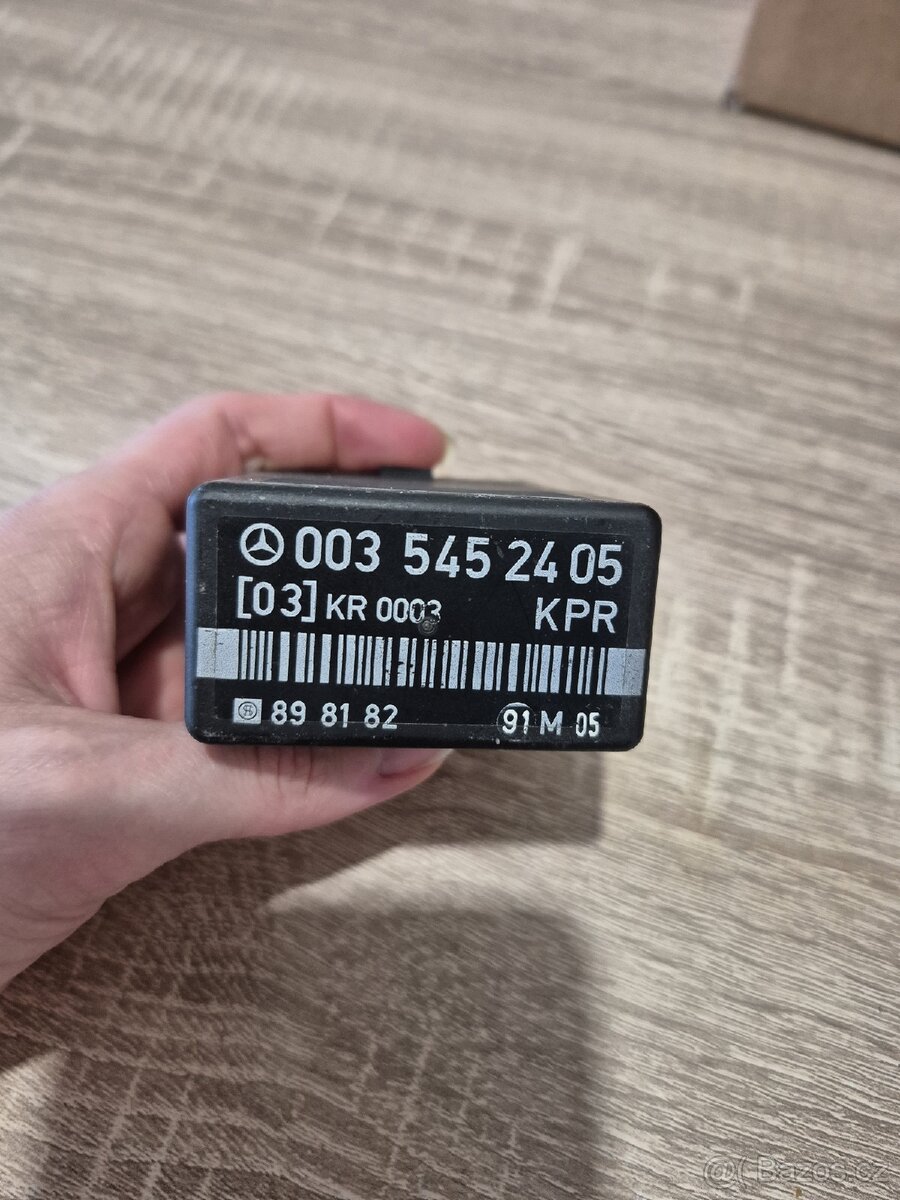 003 545 24 05
[03] KR 0003 KPR
89 81 82 91 M 05
@( Bazos.cz